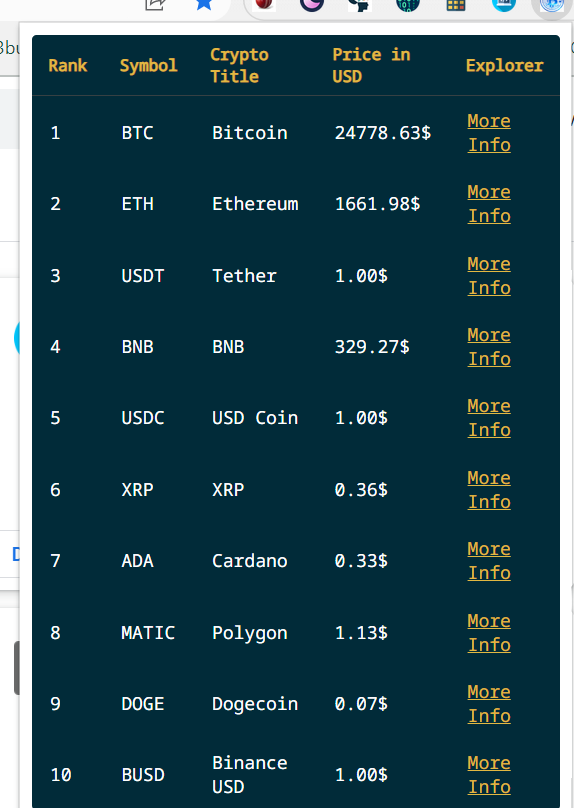 Rank Symbol Crypto Title Price in USD Explorer
1 BTC Bitcoin 24778.63$ More Info
2 ETH Ethereum 1661.98$ More Info
3 USDT Tether 1.00$ More Info
4 BNB BNB 329.27$ More Info
5 USDC USD Coin 1.00$ More Info
6 XRP XRP 0.36$ More Info
7 ADA Cardano 0.33$ More Info
8 MATIC Polygon 1.13$ More Info
9 DOGE Dogecoin 0.07$ More Info
10 BUSD Binance USD 1.00$ More Info